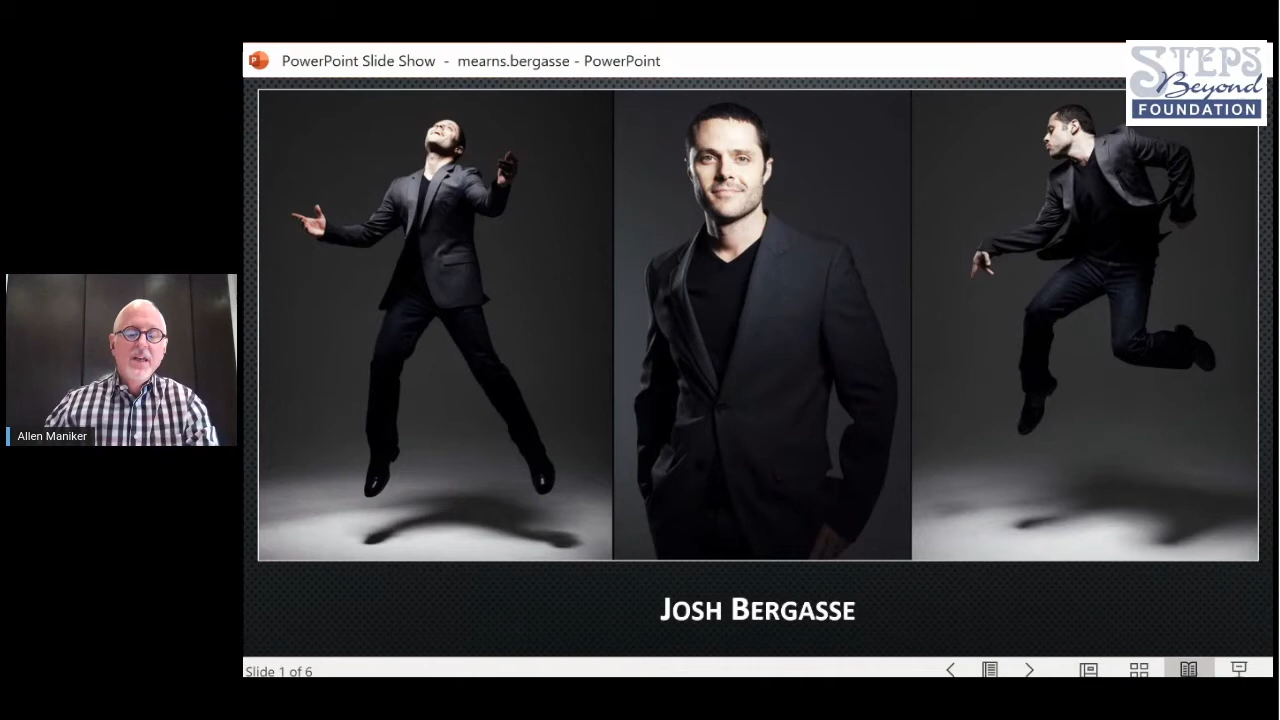 PowerPoint Slide Show - mearns.bergasse - PowerPoint
STEPS
Beyond
FOUNDATION
Allen Maniker
JOSH BERGASSE
Slide 1 of 6